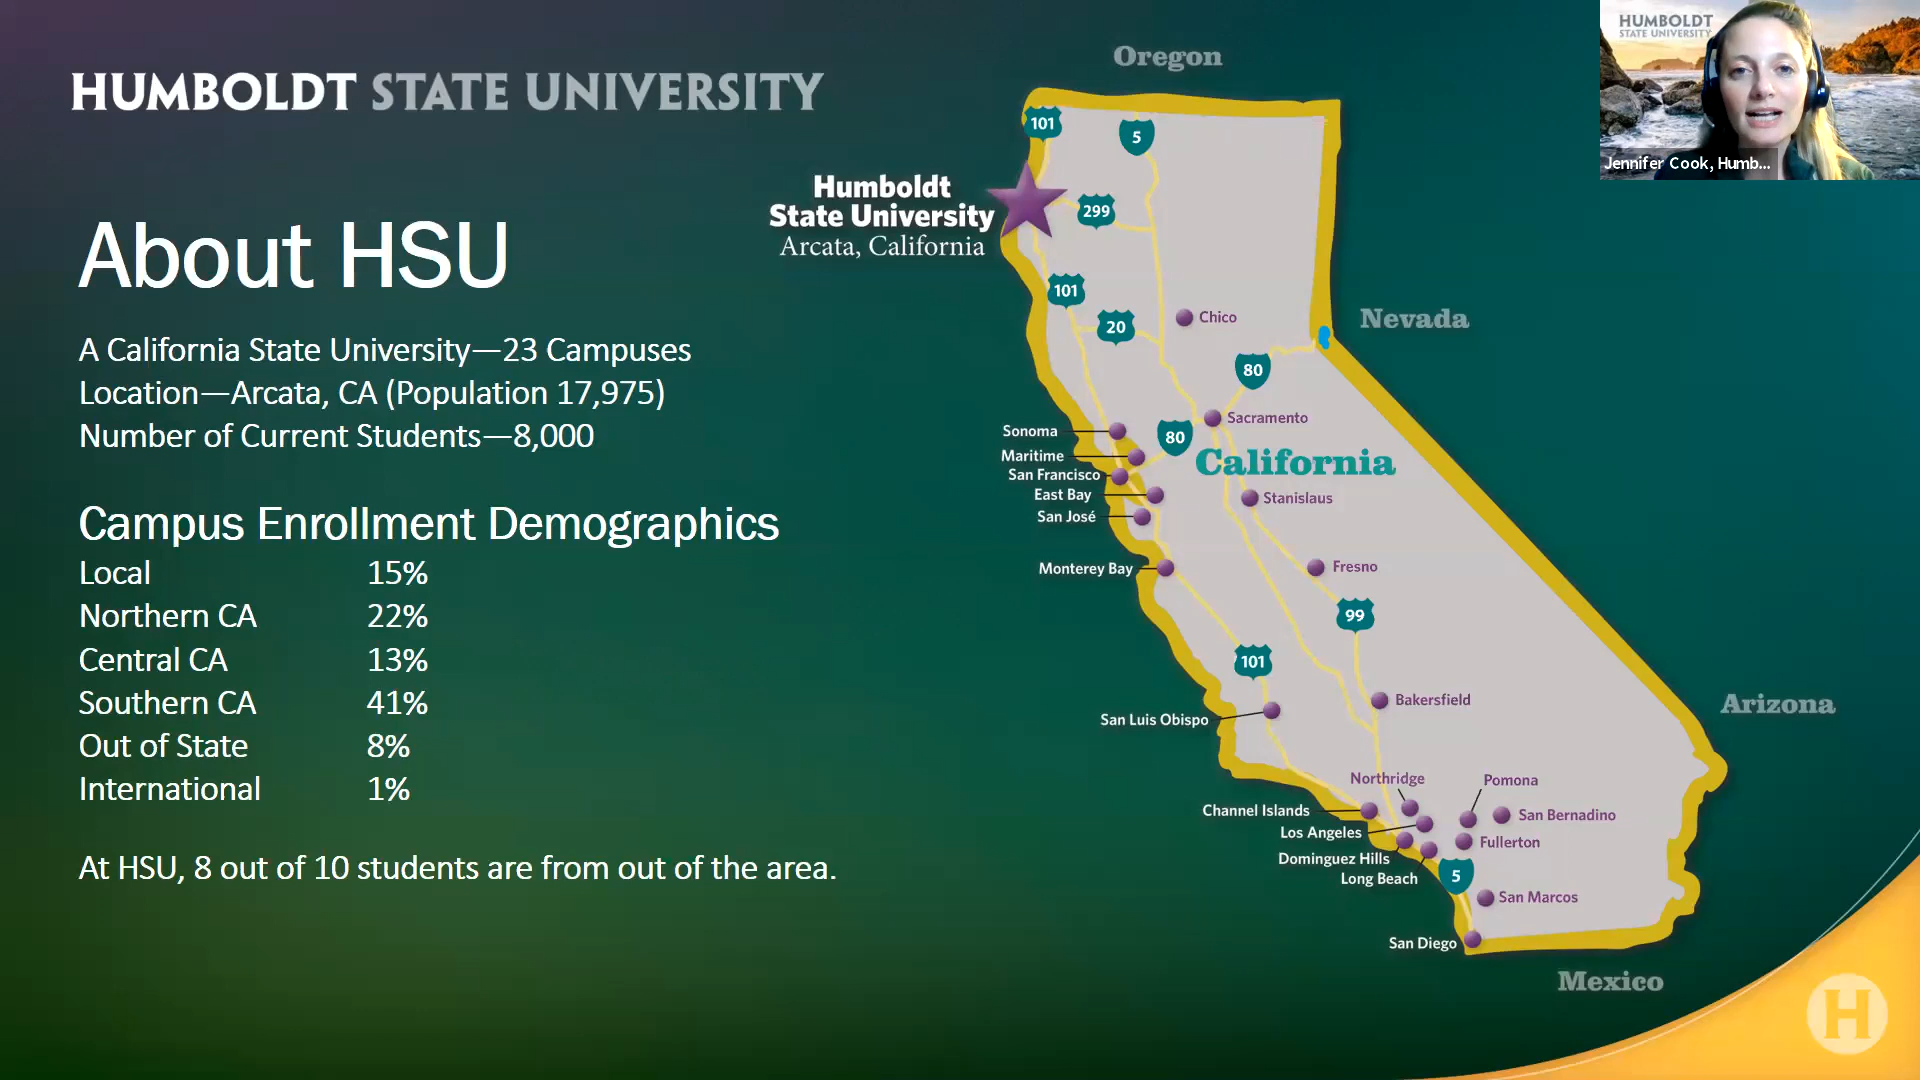 HUMBOLDT STATE UNIVERSITY
About HSU
A California State University—23 Campuses
Location—Arcata, CA (Population 17,975)
Number of Current Students—8,000
Campus Enrollment Demographics
Local 15%
Northern CA 22%
Central CA 13%
Southern CA 41%
Out of State 8%
International 1%
At HSU, 8 out of 10 students are from out of the area.
Oregon
101
5
Humboldt
State University
Arcata, California
299
101
20
Chico
Nevada
80
Sacramento
Sonoma
80
Maritime
California
San Francisco
East Bay
Stanislaus
San José
Monterey Bay
Fresno
99
101
Bakersfield
Arizona
San Luis Obispo
Northridge
Pomona
Channel Islands
San Bernadino
Los Angeles
Fullerton
Dominguez Hills
Long Beach
5
San Marcos
San Diego
Mexico
H
HUMBOLDT
STATE UNIVERSITY
Jennifer Cook, Humb...